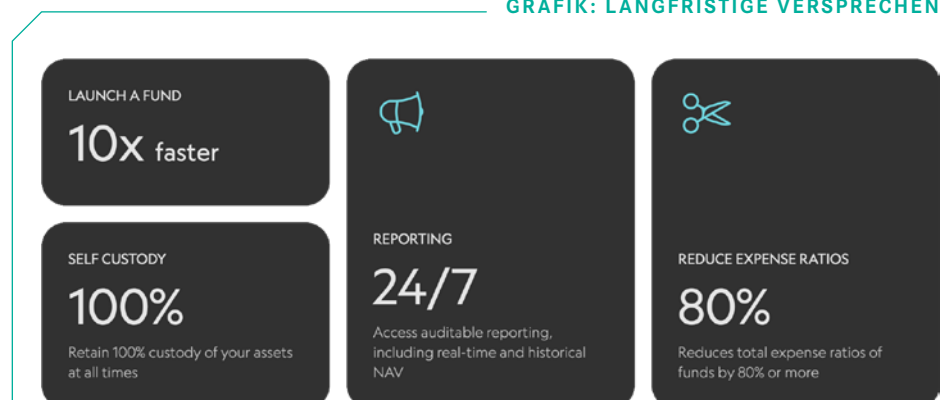 GRAFIK: LANGFRISTIGE VERSPRECHEN
LAUNCH A FUND
10x faster
SELF CUSTODY
100%
Retain 100% custody of your assets
at all times
REPORTING
24/7
Access auditable reporting,
including real-time and historical
NAV
REDUCE EXPENSE RATIOS
80%
Reduces total expense ratios of
funds by 80% or more